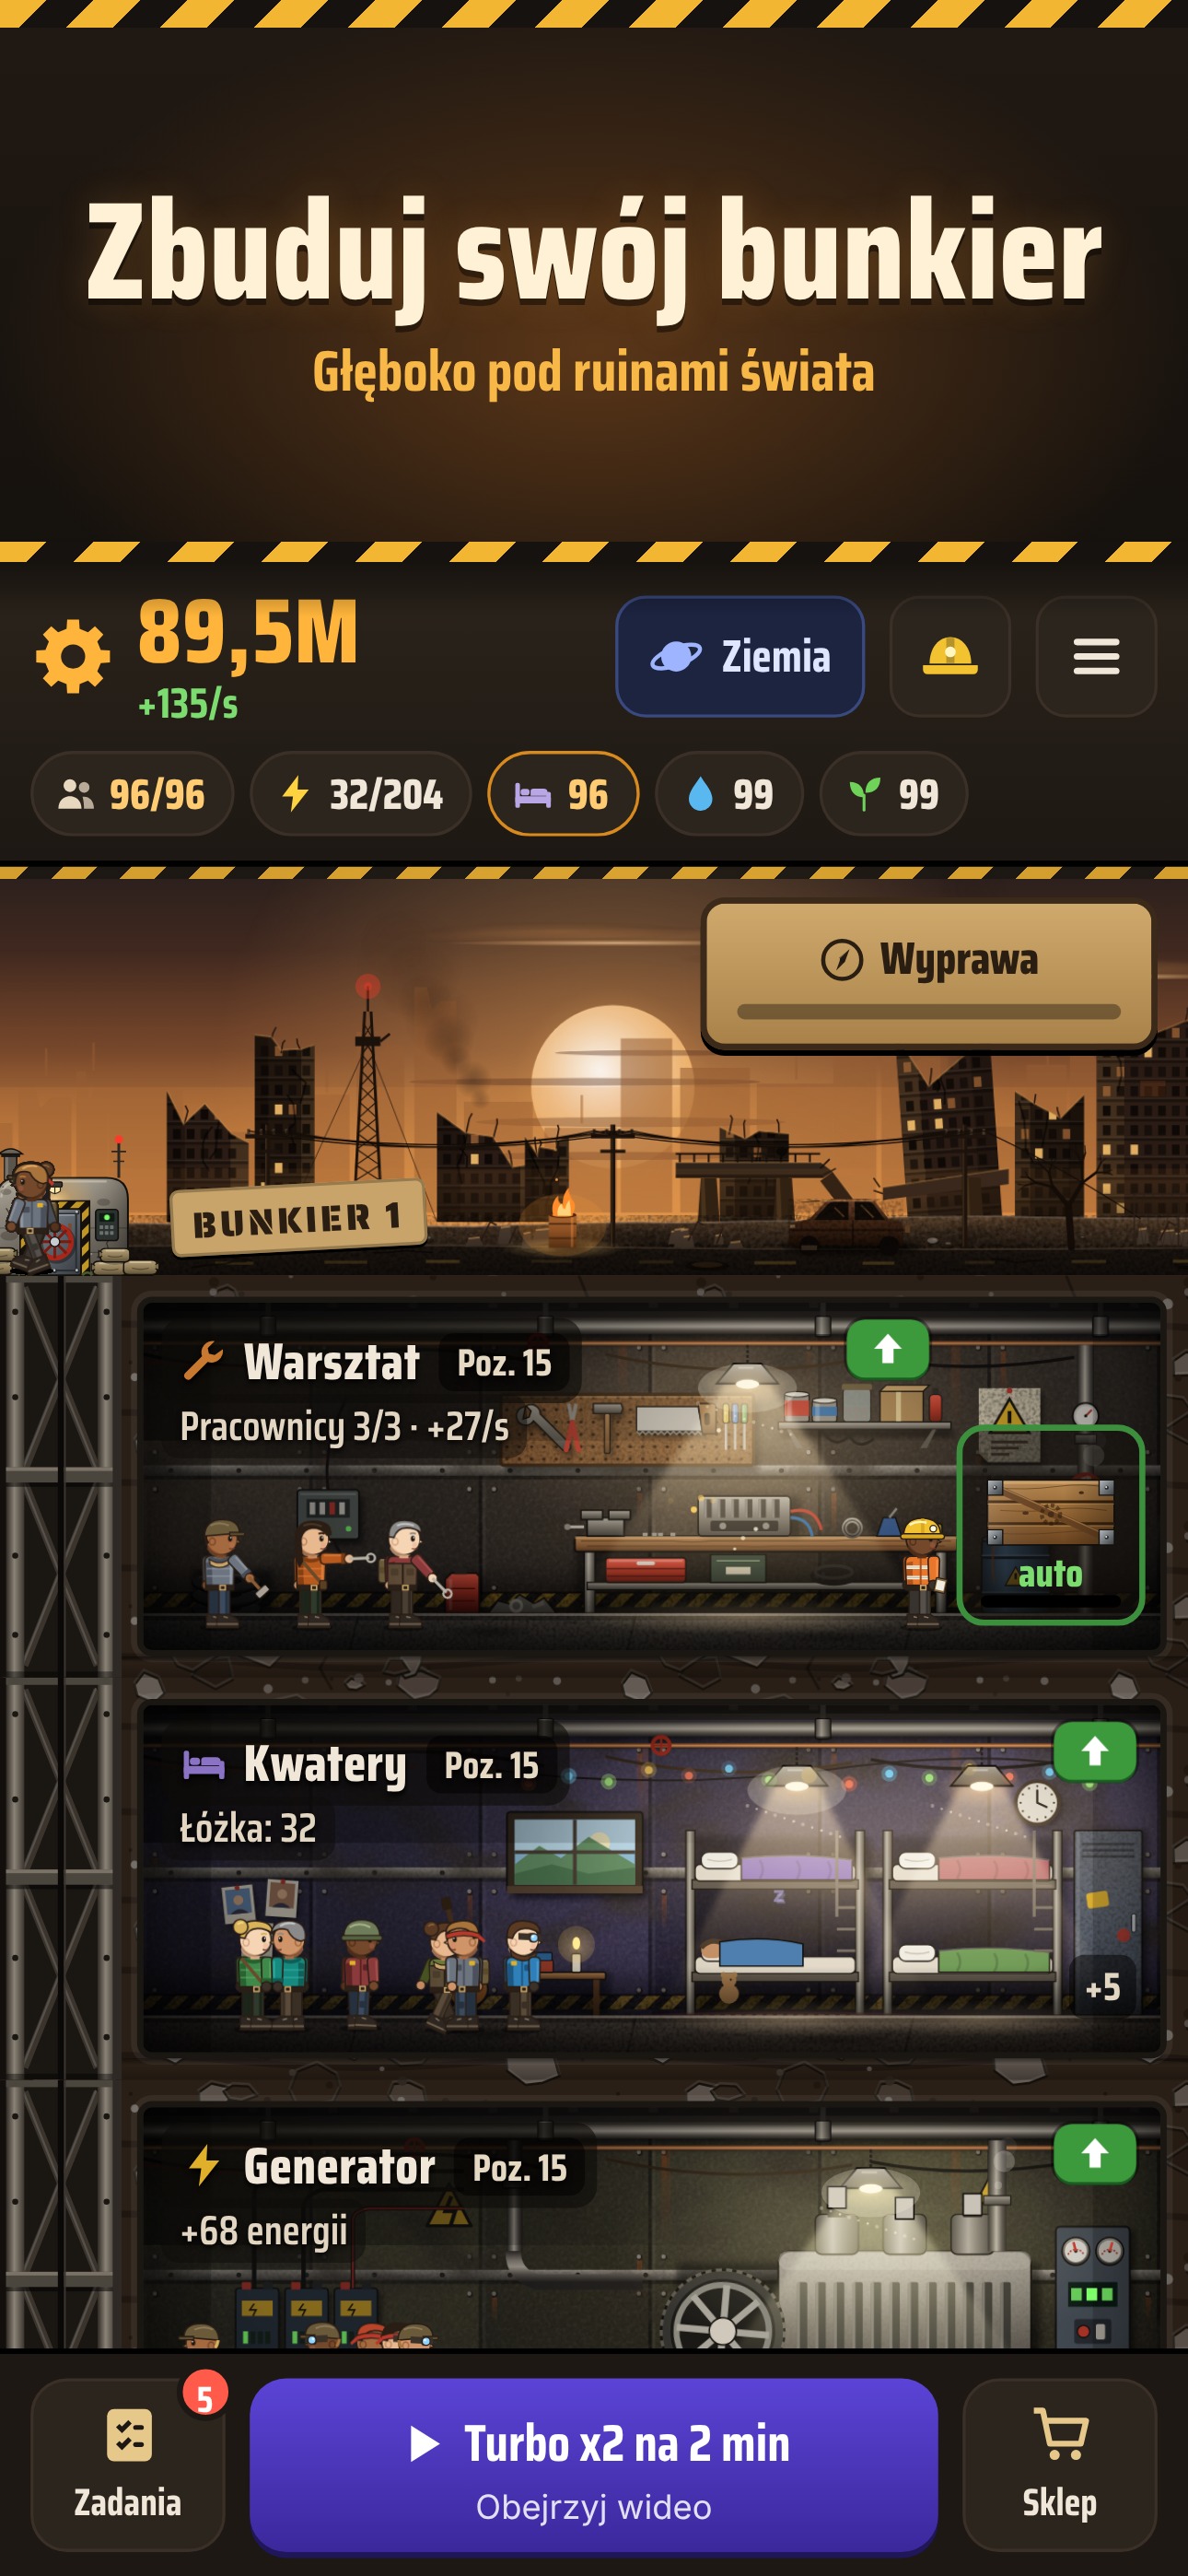 Zbuduj swój bunkier
Głęboko pod ruinami świata
89,5M
+135/s
Ziemia
96/96
32/204
96
99
99
Wyprawa
BUNKIER 1
Warsztat
Poz. 15
Pracownicy 3/3 · +27/s
auto
Kwatery
Poz. 15
Łóżka: 32
Z
+5
Generator
Poz. 15
+68 energii
5
Zadania
Turbo x2 na 2 min
Obejrzyj wideo
Sklep